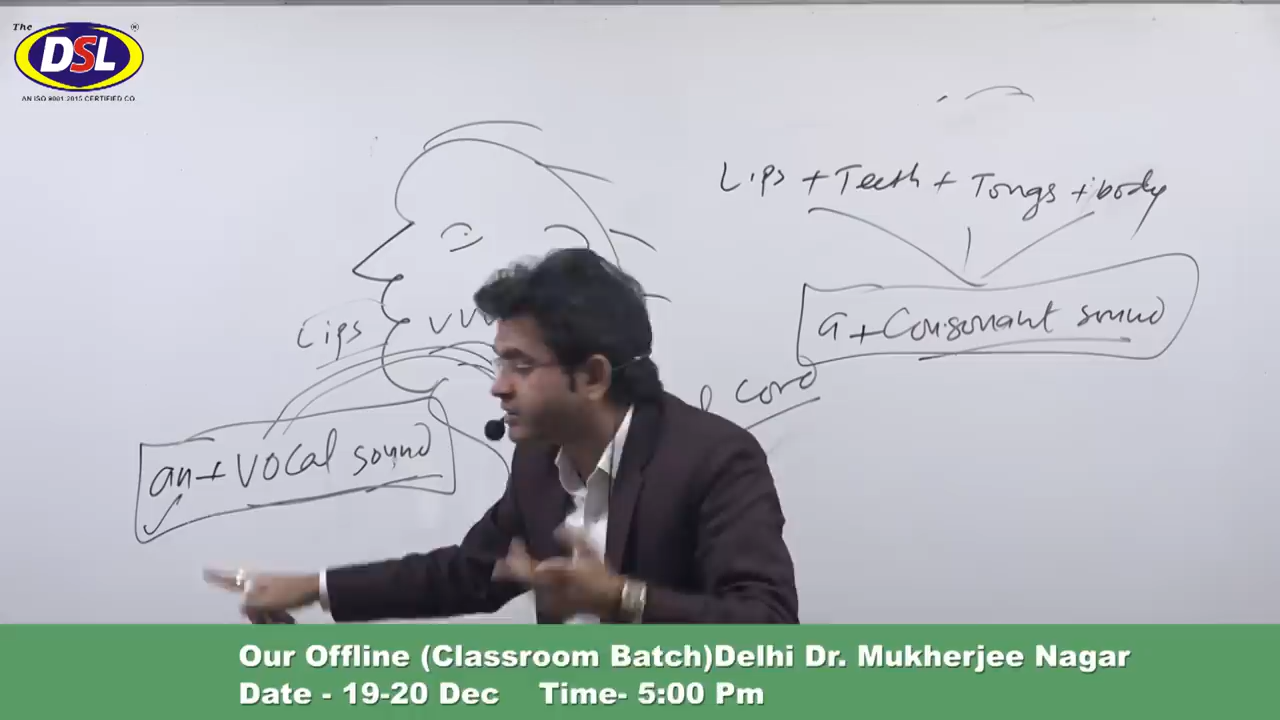 The
®
DSL
AN ISO 9001:2015 CERTIFIED CO
Lips + Teeth + Tongs + body
a + Consonant sound
Lips
cord
an + vocal sound
Our Offline (Classroom Batch)Delhi Dr. Mukherjee Nagar
Date - 19-20 Dec Time- 5:00 Pm